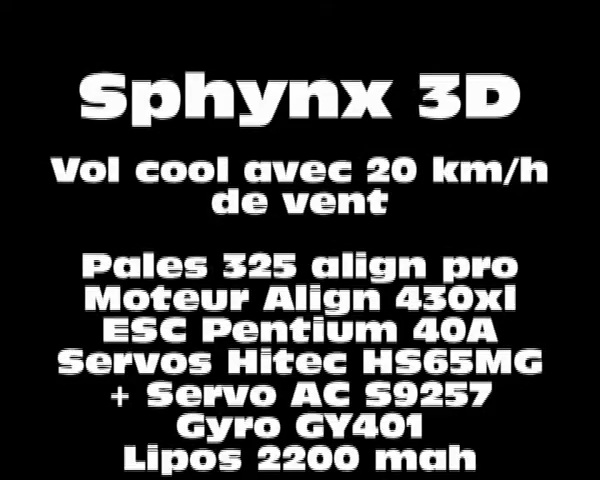 Sphynx 3D
Vol cool avec 20 km/h
de vent
Pales 325 align pro
Moteur Align 430xl
ESC Pentium 40A
Servos Hitec HS65MG
+ Servo AC S9257
Gyro GY401
Lipos 2200 mah